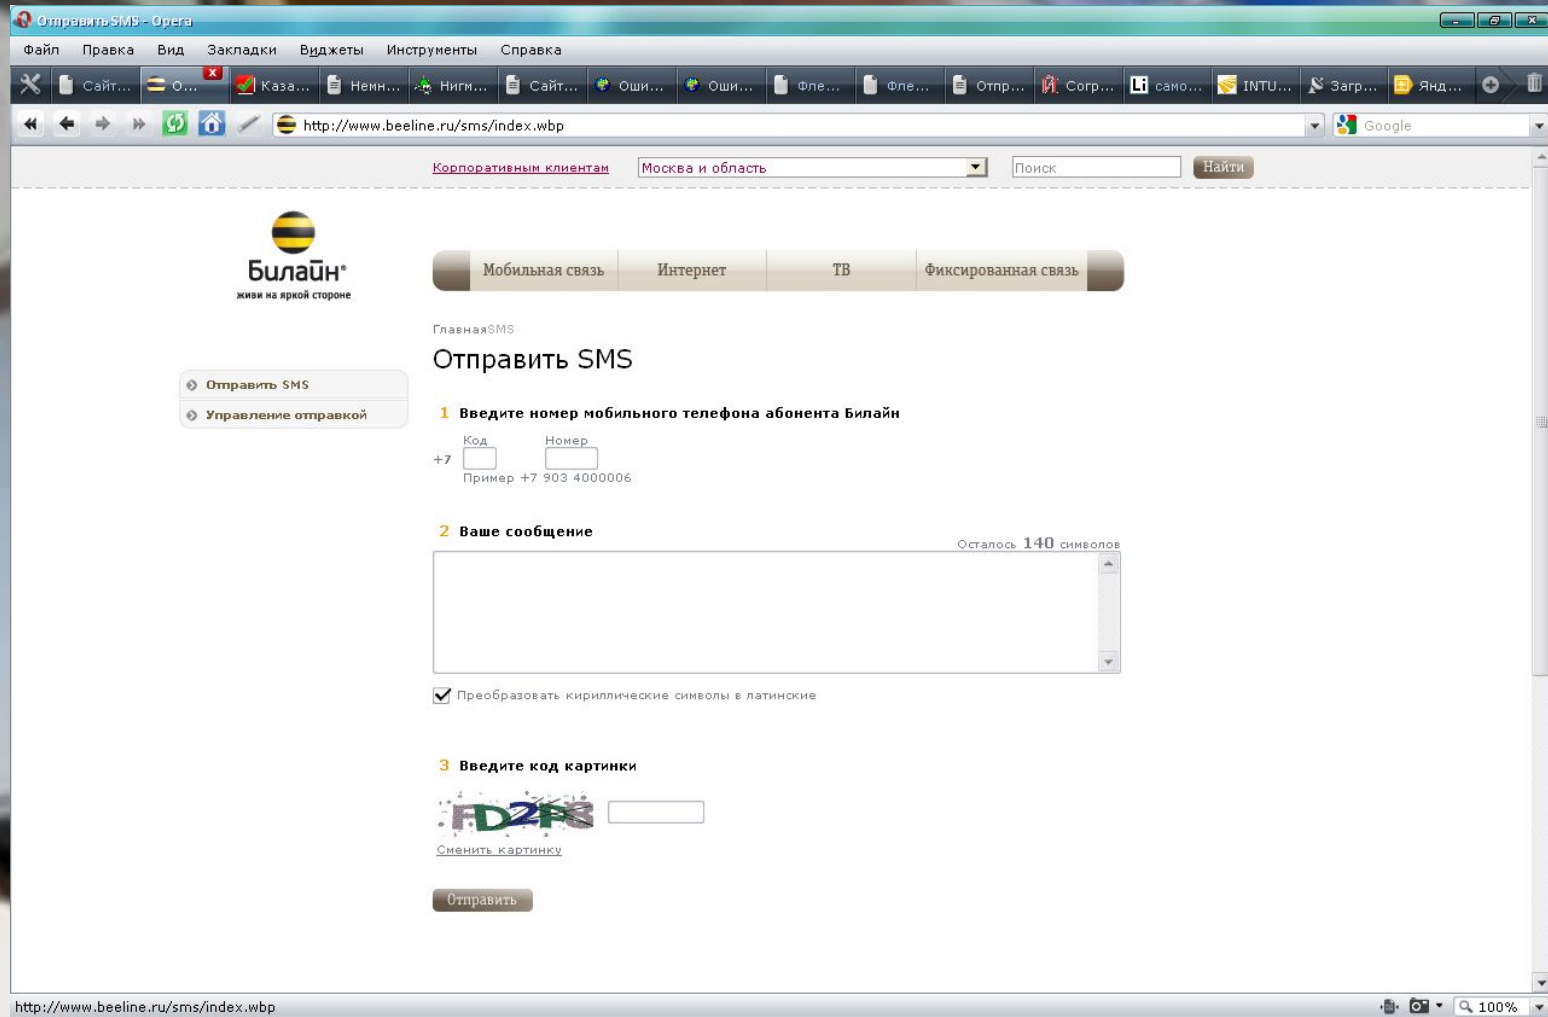 Отправить SMS - Opera
Файл Правка Вид Закладки Виджеты Инструменты Справка
Сайт... О... Каза... Немн... Нигм... Сайт... Оши... Оши... Фле... Фле... Отпр... Согр... Li само... INTU... Загр... Янд...
http://www.beeline.ru/sms/index.wbp Google
Корпоративным клиентам Москва и область Поиск Найти
Билайн®
живи на яркой стороне
Мобильная связь Интернет ТВ Фиксированная связь
ГлавнаяSMS
Отправить SMS
Отправить SMS
Управление отправкой
1 Введите номер мобильного телефона абонента Билайн
Код Номер
+7
Пример +7 903 4000006
2 Ваше сообщение
Осталось 140 символов
Преобразовать кириллические символы в латинские
3 Введите код картинки
FD2P8
Сменить картинку
Отправить
http://www.beeline.ru/sms/index.wbp 100%